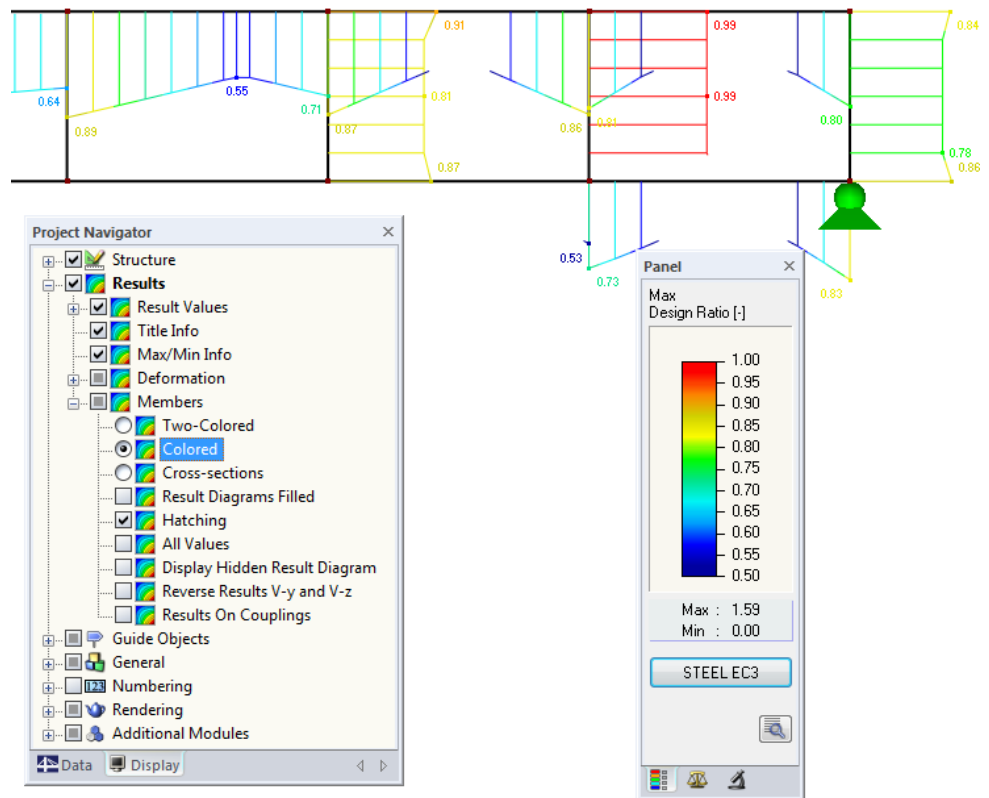 0.91
0.99
0.84
0.64
0.55
0.71
0.81
0.99
0.89
0.87
0.86
0.81
0.80
0.87
0.78
0.86
0.53
0.73
0.83
Project Navigator
Structure
Results
Result Values
Title Info
Max/Min Info
Deformation
Members
Two-Colored
Colored
Cross-sections
Result Diagrams Filled
Hatching
All Values
Display Hidden Result Diagram
Reverse Results V-y and V-z
Results On Couplings
Guide Objects
General
123 Numbering
Rendering
Additional Modules
Data Display
Panel
Max
Design Ratio [-]
1.00
0.95
0.90
0.85
0.80
0.75
0.70
0.65
0.60
0.55
0.50
Max : 1.59
Min : 0.00
STEEL EC3